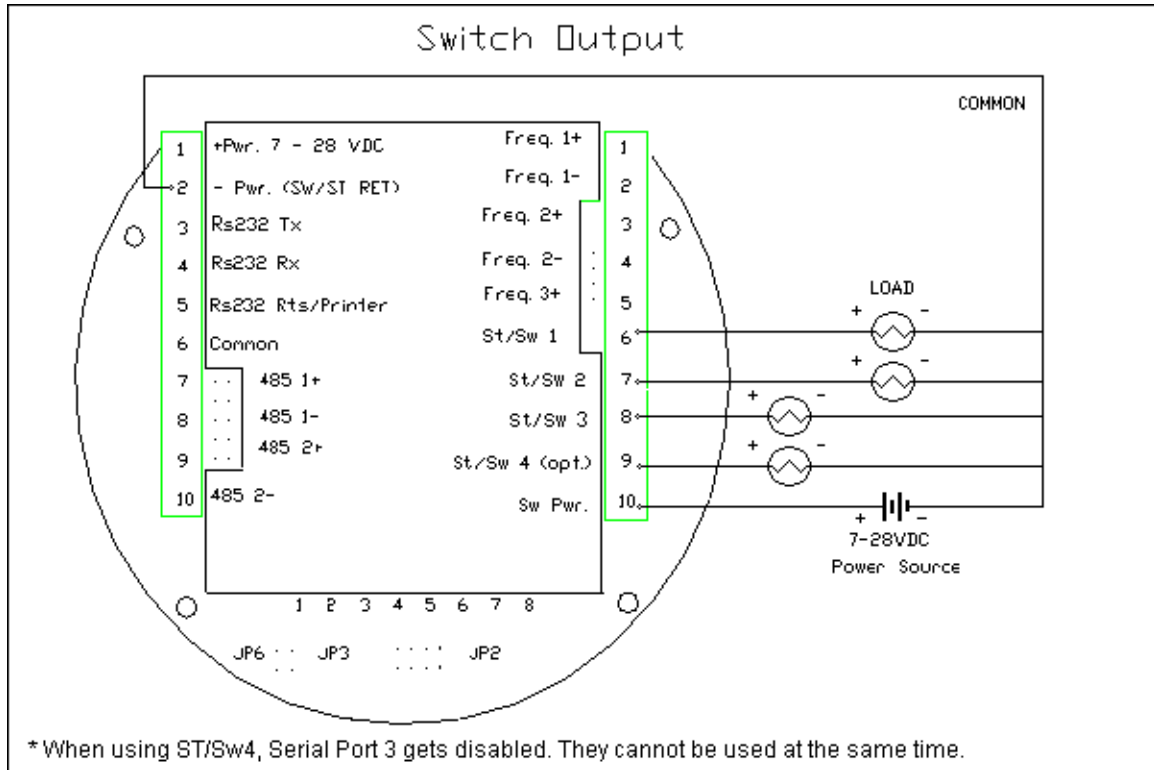 Switch Output
COMMON
1 +Pwr. 7 - 28 VDC Freq. 1+ 1
2 - Pwr. (SW/ST RET) Freq. 1- 2
3 Rs232 Tx Freq. 2+ 3
4 Rs232 Rx Freq. 2- 4
5 Rs232 Rts/Printer Freq. 3+ 5
6 Common St/Sw 1 6
7 485 1+ St/Sw 2 7
8 485 1- St/Sw 3 8
9 485 2+ St/Sw 4 (opt.) 9
10 485 2- Sw Pwr. 10
LOAD
+ -
+ -
+ -
+ -
+ -
7-28VDC
Power Source
1 2 3 4 5 6 7 8
JP6 JP3 JP2
* When using ST/Sw4, Serial Port 3 gets disabled. They cannot be used at the same time.